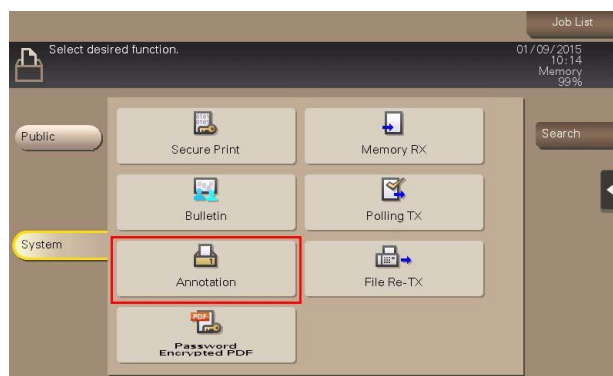 Job List
Select desired function.
01/09/2015
10:14
Memory
99%
Public
Secure Print
Memory RX
Search
Bulletin
Polling TX
System
Annotation
File Re-TX
PDF
Password
Encrypted PDF